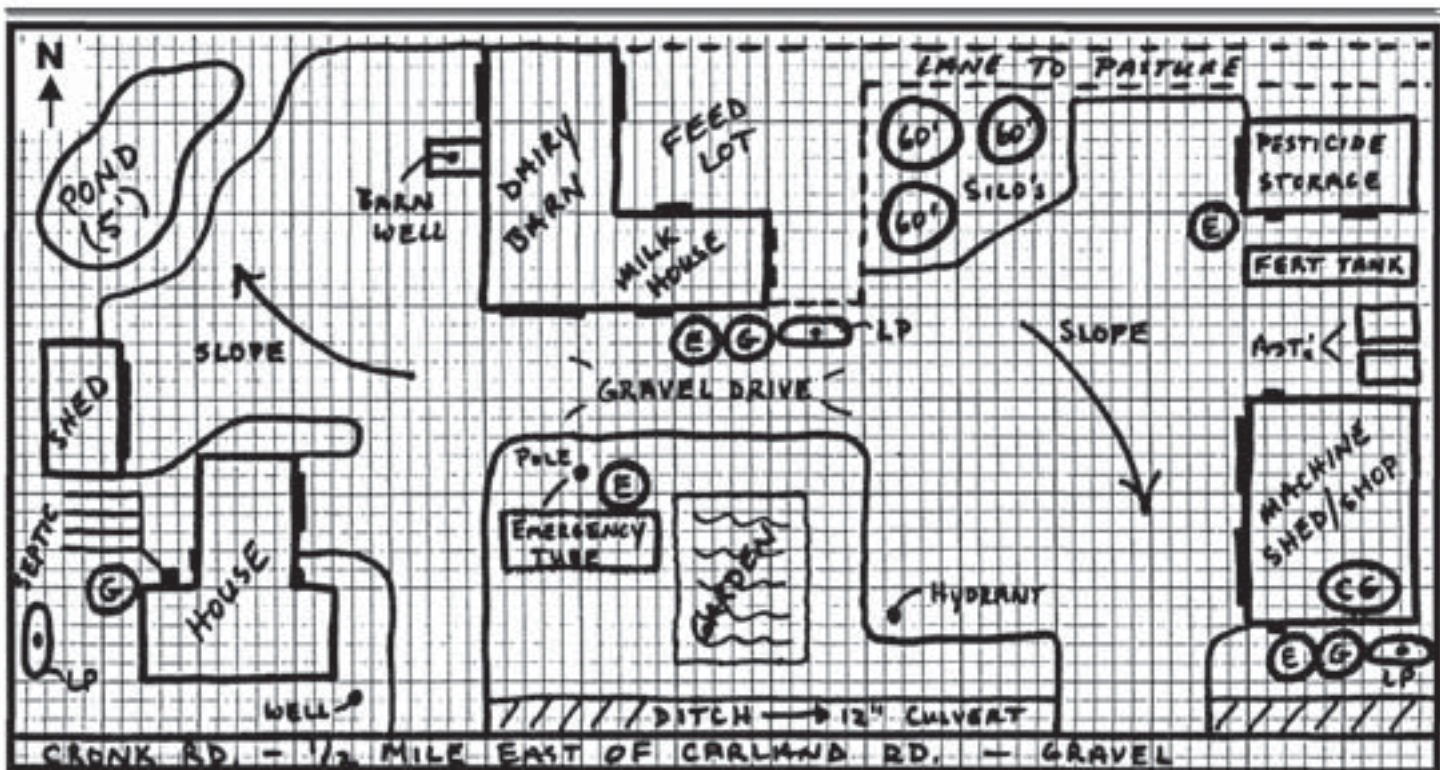 N
LANE TO PASTURE
POND
(5')
BARN
WELL
DAIRY
BARN
FEED
LOT
MILK
HOUSE
60'
60'
60'
SILO'S
PESTICIDE
STORAGE
E
FERT TANK
SLOPE
E
G
LP
SLOPE
AST's
GRAVEL DRIVE
SHED
POLE
E
EMERGENCY
TUBE
GARDEN
MACHINE
SHED/SHOP
CG
SEPTIC
G
HOUSE
HYDRANT
LP
E
G
LP
WELL
DITCH → 12" CULVERT
CRONK RD. - 1/2 MILE EAST OF CARLAND RD. - GRAVEL